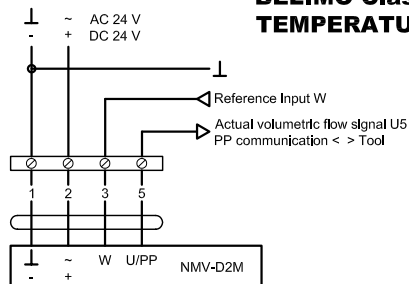 BELIMO Clas
TEMPERATU
⊥ ~ AC 24 V
- + DC 24 V
⊥
Reference Input W
Actual volumetric flow signal U5
PP communication < > Tool
1 2 3 5
⊥ ~ W U/PP NMV-D2M
- +